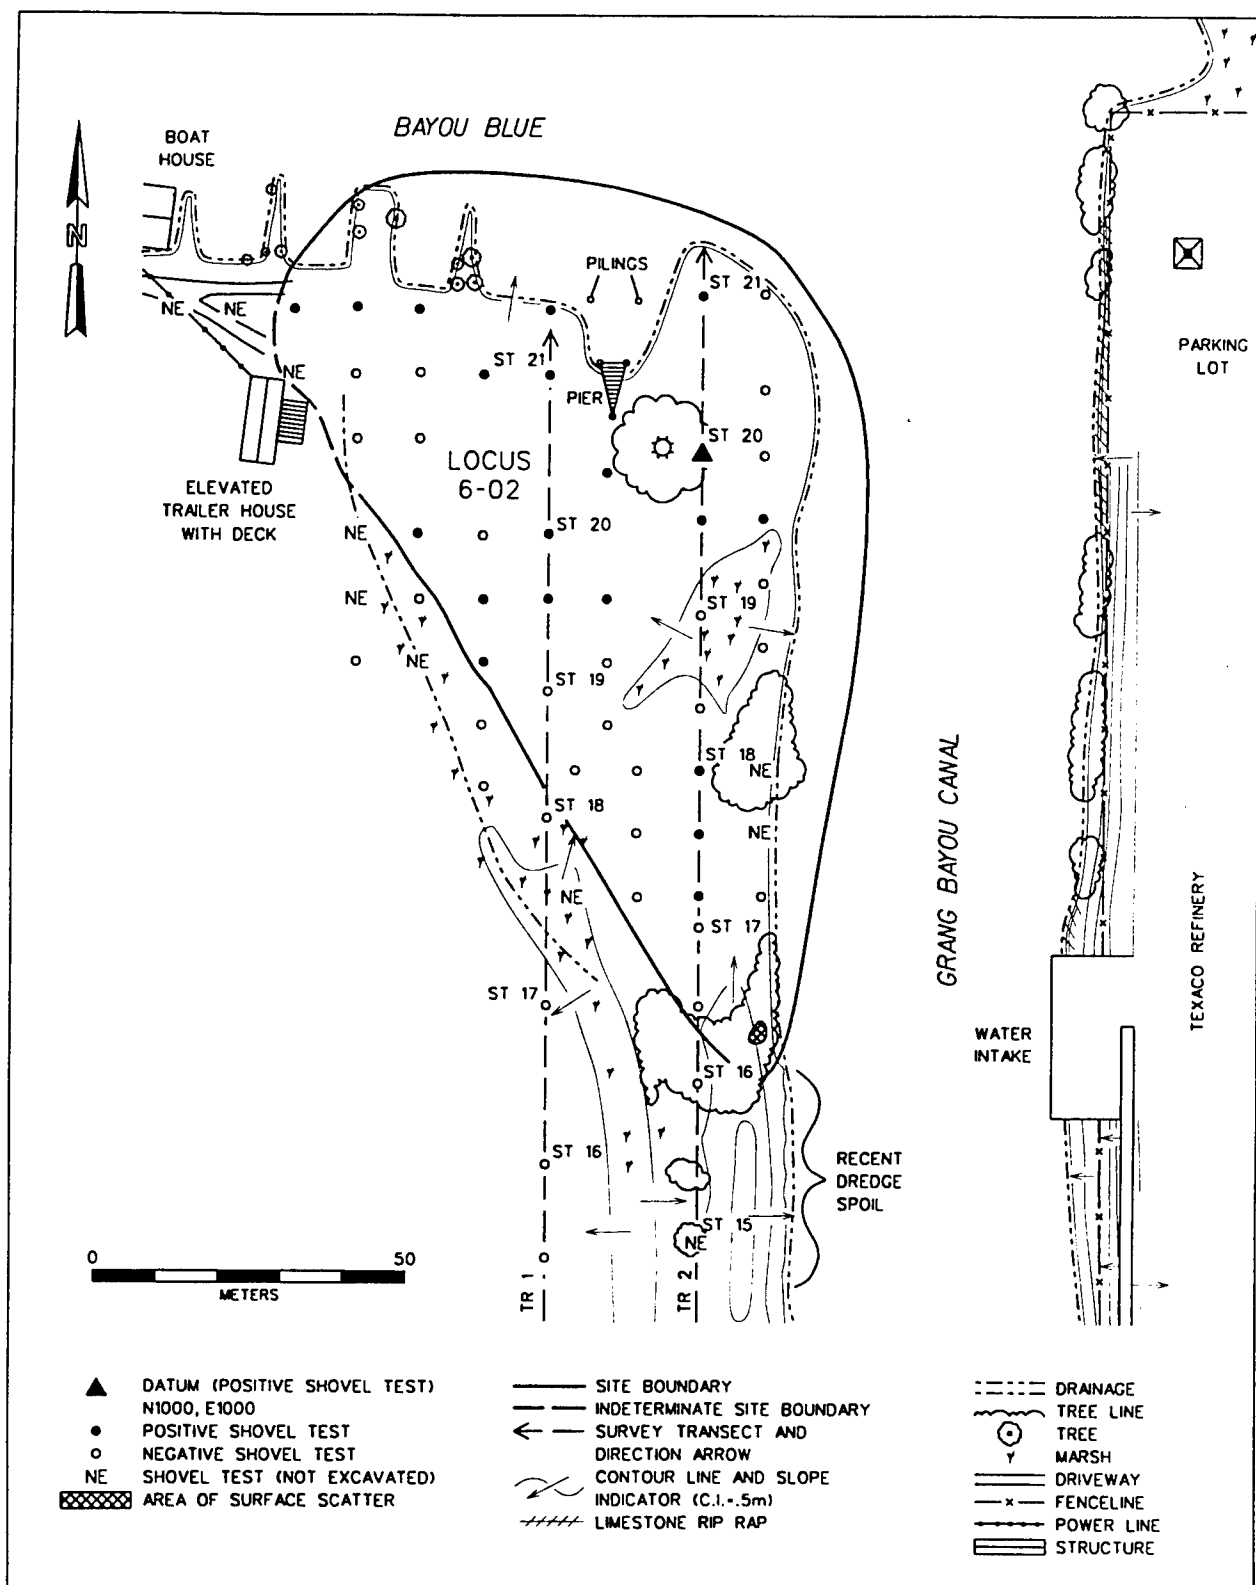 BAYOU BLUE
BOAT
HOUSE
N
PILINGS
ST 21
NE
NE
PARKING
LOT
ST 21
NE
PIER
ST 20
LOCUS
6-02
ELEVATED
TRAILER HOUSE
WITH DECK
NE
ST 20
NE
ST 19
NE
ST 19
ST 18
NE
ST 18
NE
GRANG BAYOU CANAL
NE
TEXACO REFINERY
ST 17
ST 17
WATER
INTAKE
ST 16
ST 16
RECENT
DREDGE
SPOIL
ST 15
NE
0 50
METERS
TR 1
TR 2
DATUM (POSITIVE SHOVEL TEST)
N1000, E1000
POSITIVE SHOVEL TEST
NEGATIVE SHOVEL TEST
NE SHOVEL TEST (NOT EXCAVATED)
AREA OF SURFACE SCATTER
SITE BOUNDARY
INDETERMINATE SITE BOUNDARY
SURVEY TRANSECT AND
DIRECTION ARROW
CONTOUR LINE AND SLOPE
INDICATOR (C.I.=.5m)
LIMESTONE RIP RAP
DRAINAGE
TREE LINE
TREE
MARSH
DRIVEWAY
FENCELINE
POWER LINE
STRUCTURE